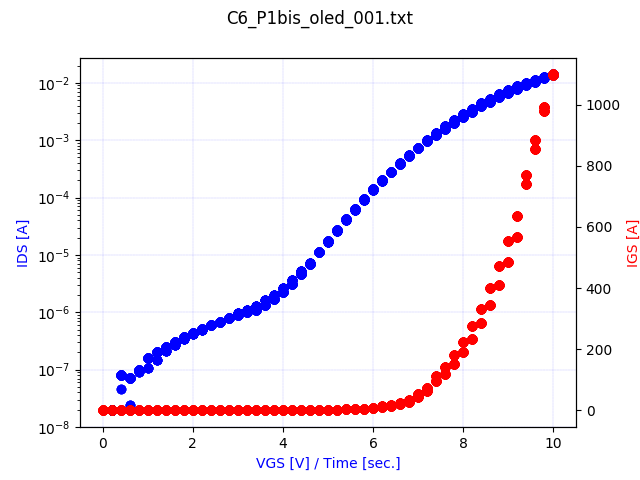 C6_P1bis_oled_001.txt
IDS [A]
10⁻²
10⁻³
10⁻⁴
10⁻⁵
10⁻⁶
10⁻⁷
10⁻⁸
1000
800
600
400
200
0
IGS [A]
0 2 4 6 8 10
VGS [V] / Time [sec.]